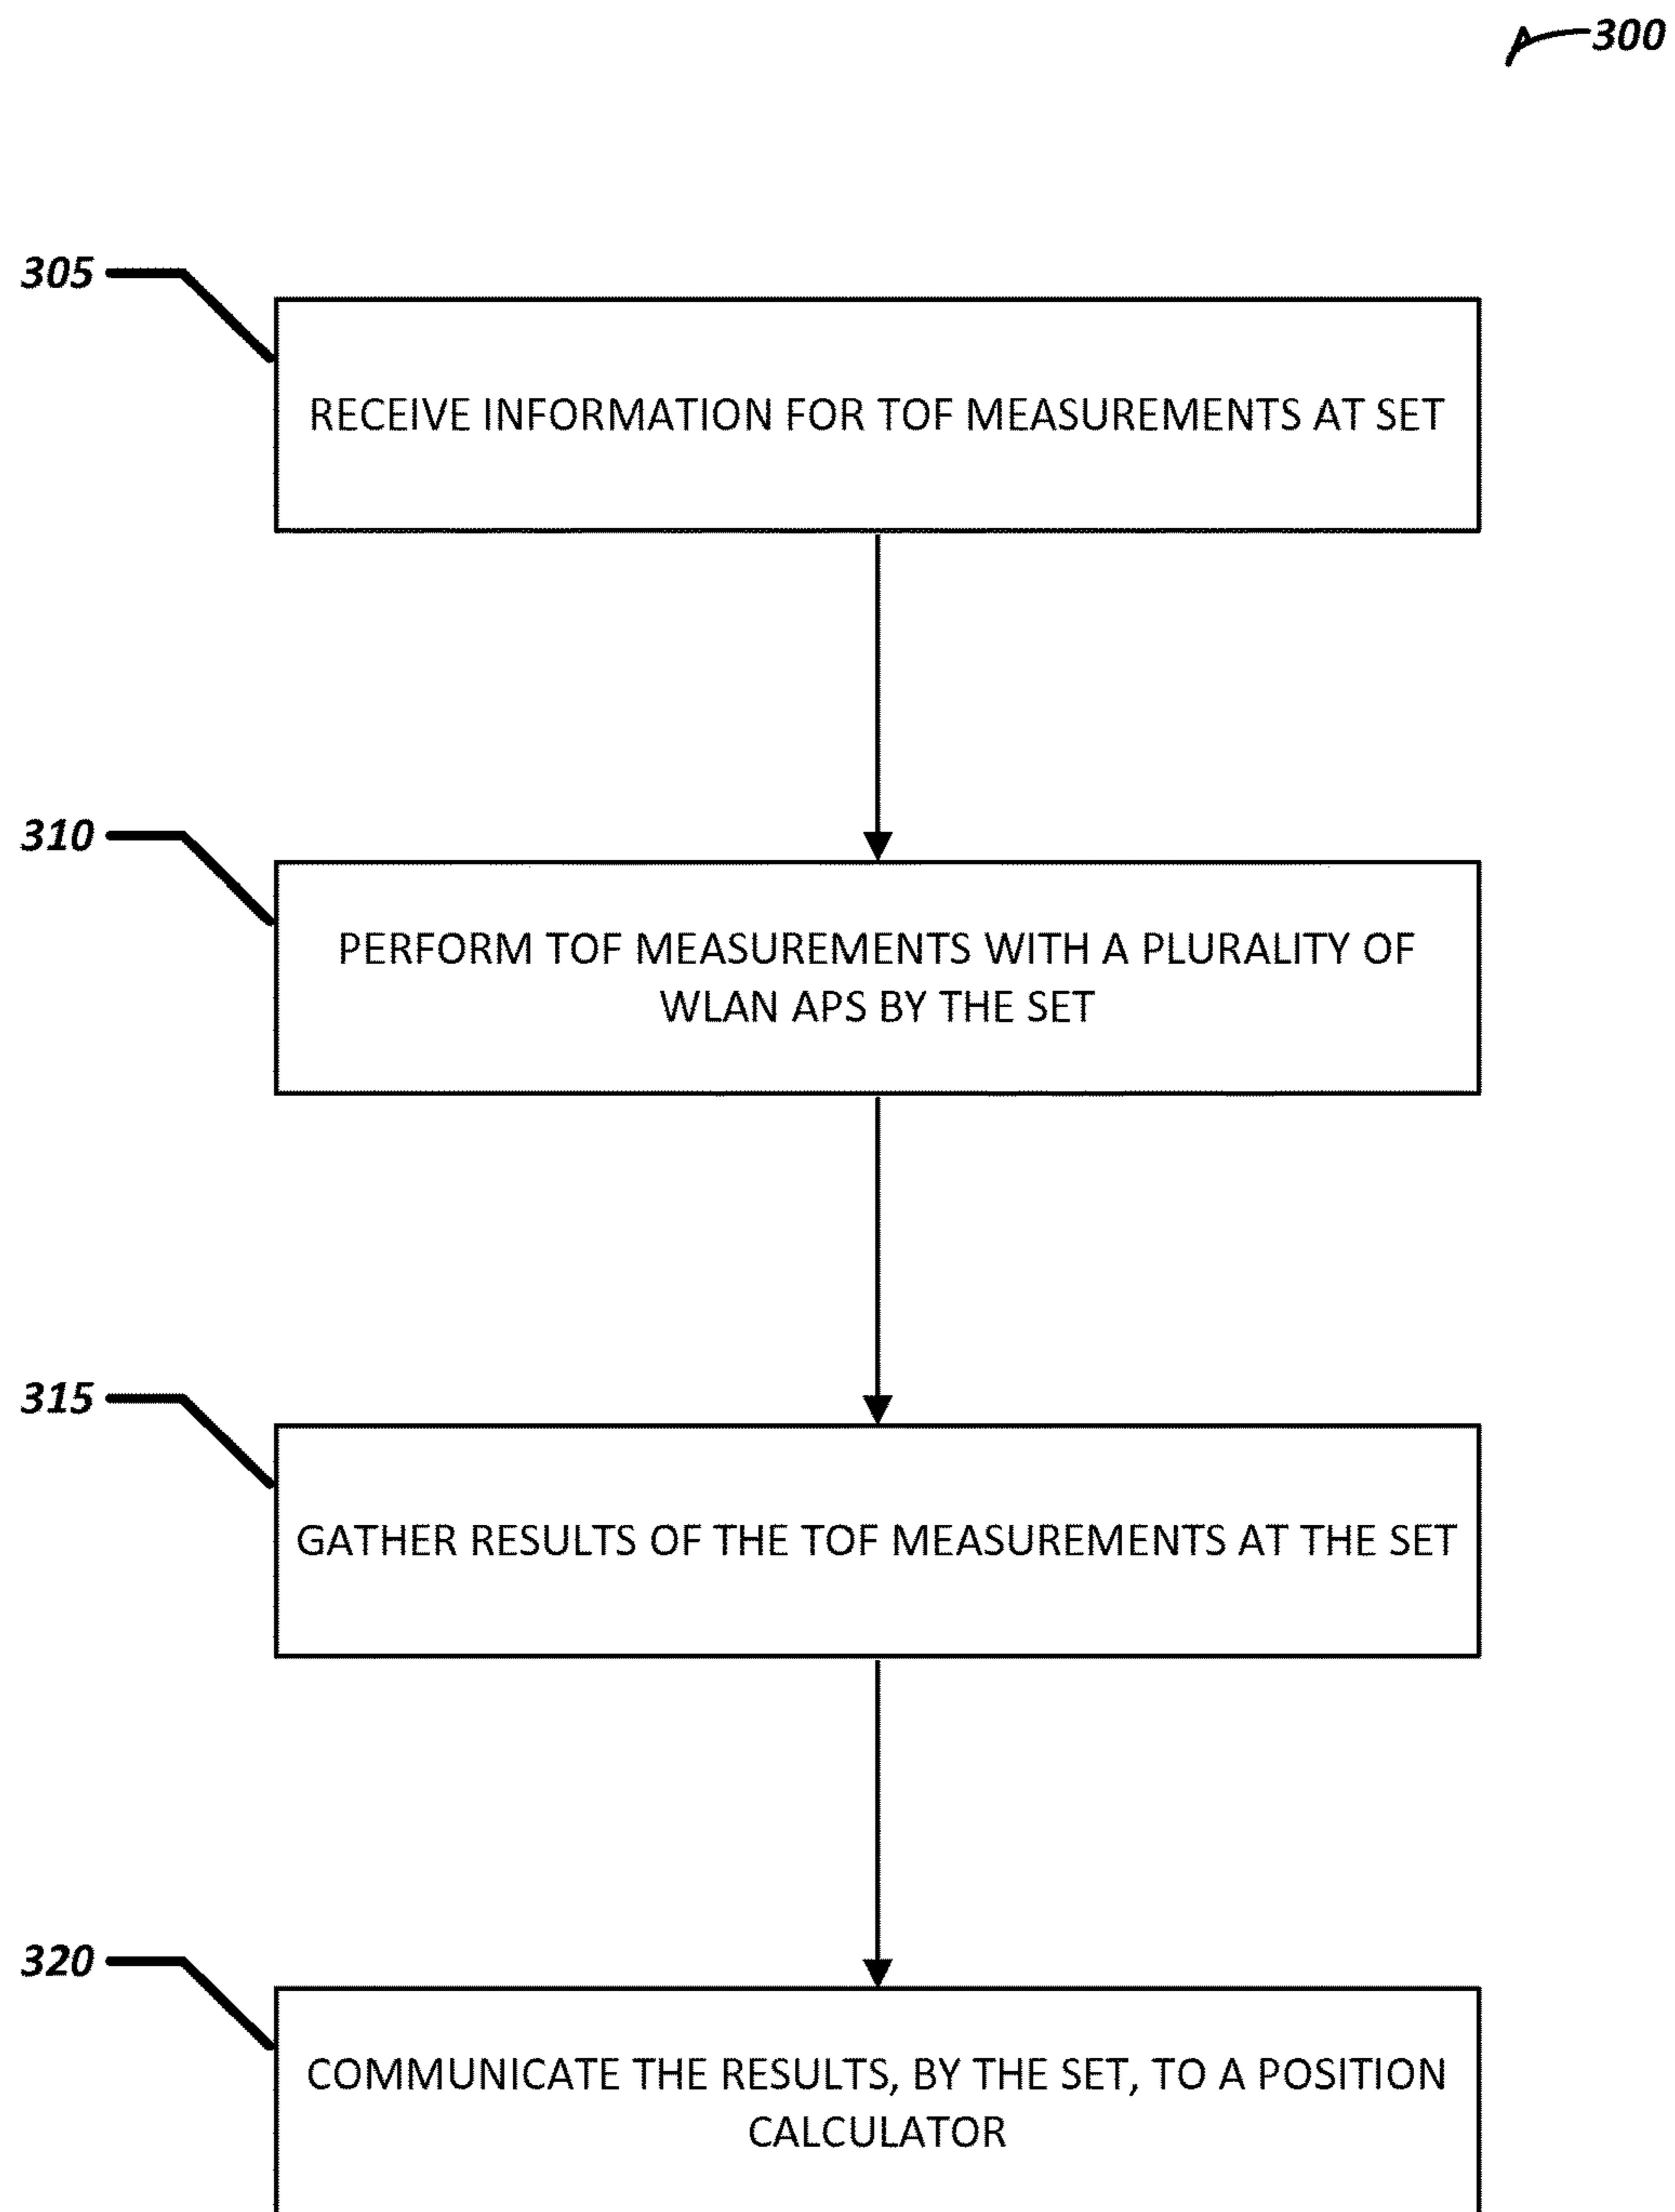 300
305
RECEIVE INFORMATION FOR TOF MEASUREMENTS AT SET
310
PERFORM TOF MEASUREMENTS WITH A PLURALITY OF
WLAN APS BY THE SET
315
GATHER RESULTS OF THE TOF MEASUREMENTS AT THE SET
320
COMMUNICATE THE RESULTS, BY THE SET, TO A POSITION
CALCULATOR